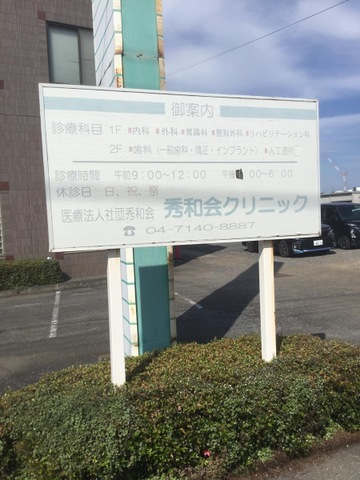 御案内
診療科目 1F ■内科 ■外科 ■胃腸科 ■整形外科 ■リハビリテーション科
2F ■歯科 (一般歯科・矯正・インプラント) ■人工透析
診療時間 午前9:00〜12:00 午後 :00〜6:00
休診日 日、祝、祭
医療法人社団秀和会 秀和会クリニック
☎ 04-7140-8887